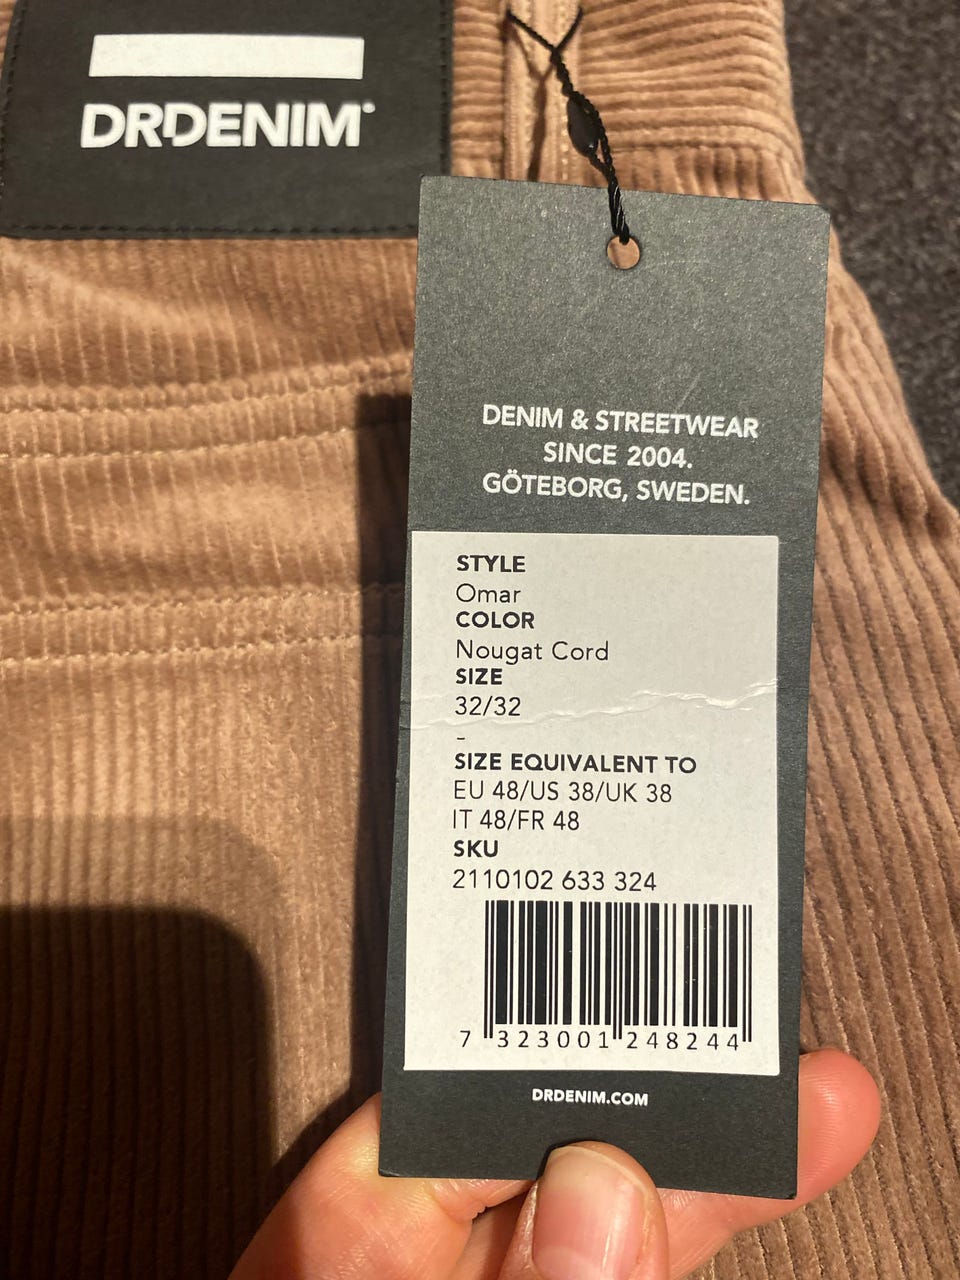 DRDENIM
DENIM & STREETWEAR
SINCE 2004.
GÖTEBORG, SWEDEN.
STYLE
Omar
COLOR
Nougat Cord
SIZE
32/32
-
SIZE EQUIVALENT TO
EU 48/US 38/UK 38
IT 48/FR 48
SKU
2110102 633 324
7 323001 248244
DRDENIM.COM